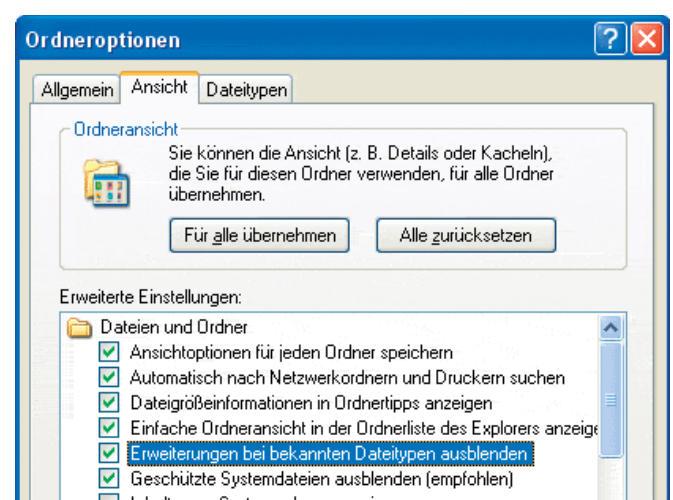 Ordneroptionen
Allgemein Ansicht Dateitypen
Ordneransicht
Sie können die Ansicht (z. B. Details oder Kacheln),
die Sie für diesen Ordner verwenden, für alle Ordner
übernehmen.
Für alle übernehmen Alle zurücksetzen
Erweiterte Einstellungen:
Dateien und Ordner
Ansichtoptionen für jeden Ordner speichern
Automatisch nach Netzwerkordnern und Druckern suchen
Dateigrößeinformationen in Ordnertipps anzeigen
Einfache Ordneransicht in der Ordnerliste des Explorers anzeige
Erweiterungen bei bekannten Dateitypen ausblenden
Geschützte Systemdateien ausblenden (empfohlen)